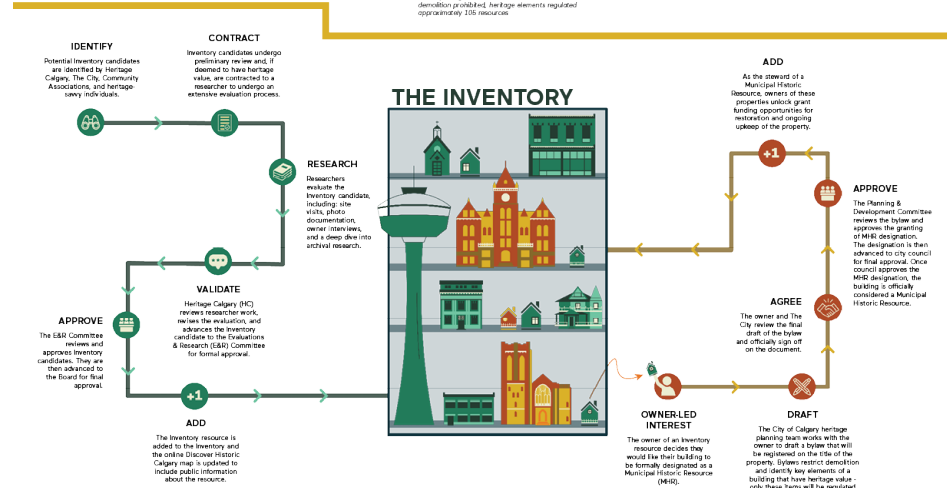 demolition prohibited; heritage elements regulated
approximately 105 resources
IDENTIFY
Potential Inventory candidates
are identified by Heritage
Calgary, The City, Community
Associations, and heritage-
savvy individuals.
CONTRACT
Inventory candidates undergo
preliminary review and, if
deemed to have heritage
value, are contracted to a
researcher to undergo an
extensive evaluation process.
RESEARCH
Researchers
evaluate the
Inventory candidate,
including: site
visits, photo
documentation,
owner interviews,
and a deep dive into
archival research.
VALIDATE
Heritage Calgary (HC)
reviews researcher work,
revises the evaluation, and
advances the Inventory
candidate to the Evaluations
& Research (E&R) Committee
for formal approval.
APPROVE
The E&R Committee
reviews and
approves Inventory
candidates. They are
then advanced to
the Board for final
approval.
+1
ADD
The Inventory resource is
added to the Inventory and
the online Discover Historic
Calgary map is updated to
include public information
about the resource.
THE INVENTORY
OWNER-LED
INTEREST
The owner of an Inventory
resource decides they
would like their building to
be formally designated as a
Municipal Historic Resource
(MHR).
DRAFT
The City of Calgary heritage
planning team works with the
owner to draft a bylaw that will
be registered on the title of the
property. Bylaws restrict demolition
and identify key elements of a
building that have heritage value -
only these items will be regulated
AGREE
The owner and The
City review the final
draft of the bylaw
and officially sign off
on the document.
APPROVE
The Planning &
Development Committee
reviews the bylaw and
approves the granting
of MHR designation.
The designation is then
advanced to city council
for final approval. Once
council approves the
MHR designation, the
building is officially
considered a Municipal
Historic Resource.
ADD
As the steward of a
Municipal Historic
Resource, owners of these
properties unlock grant
funding opportunities for
restoration and ongoing
upkeep of the property.
+1